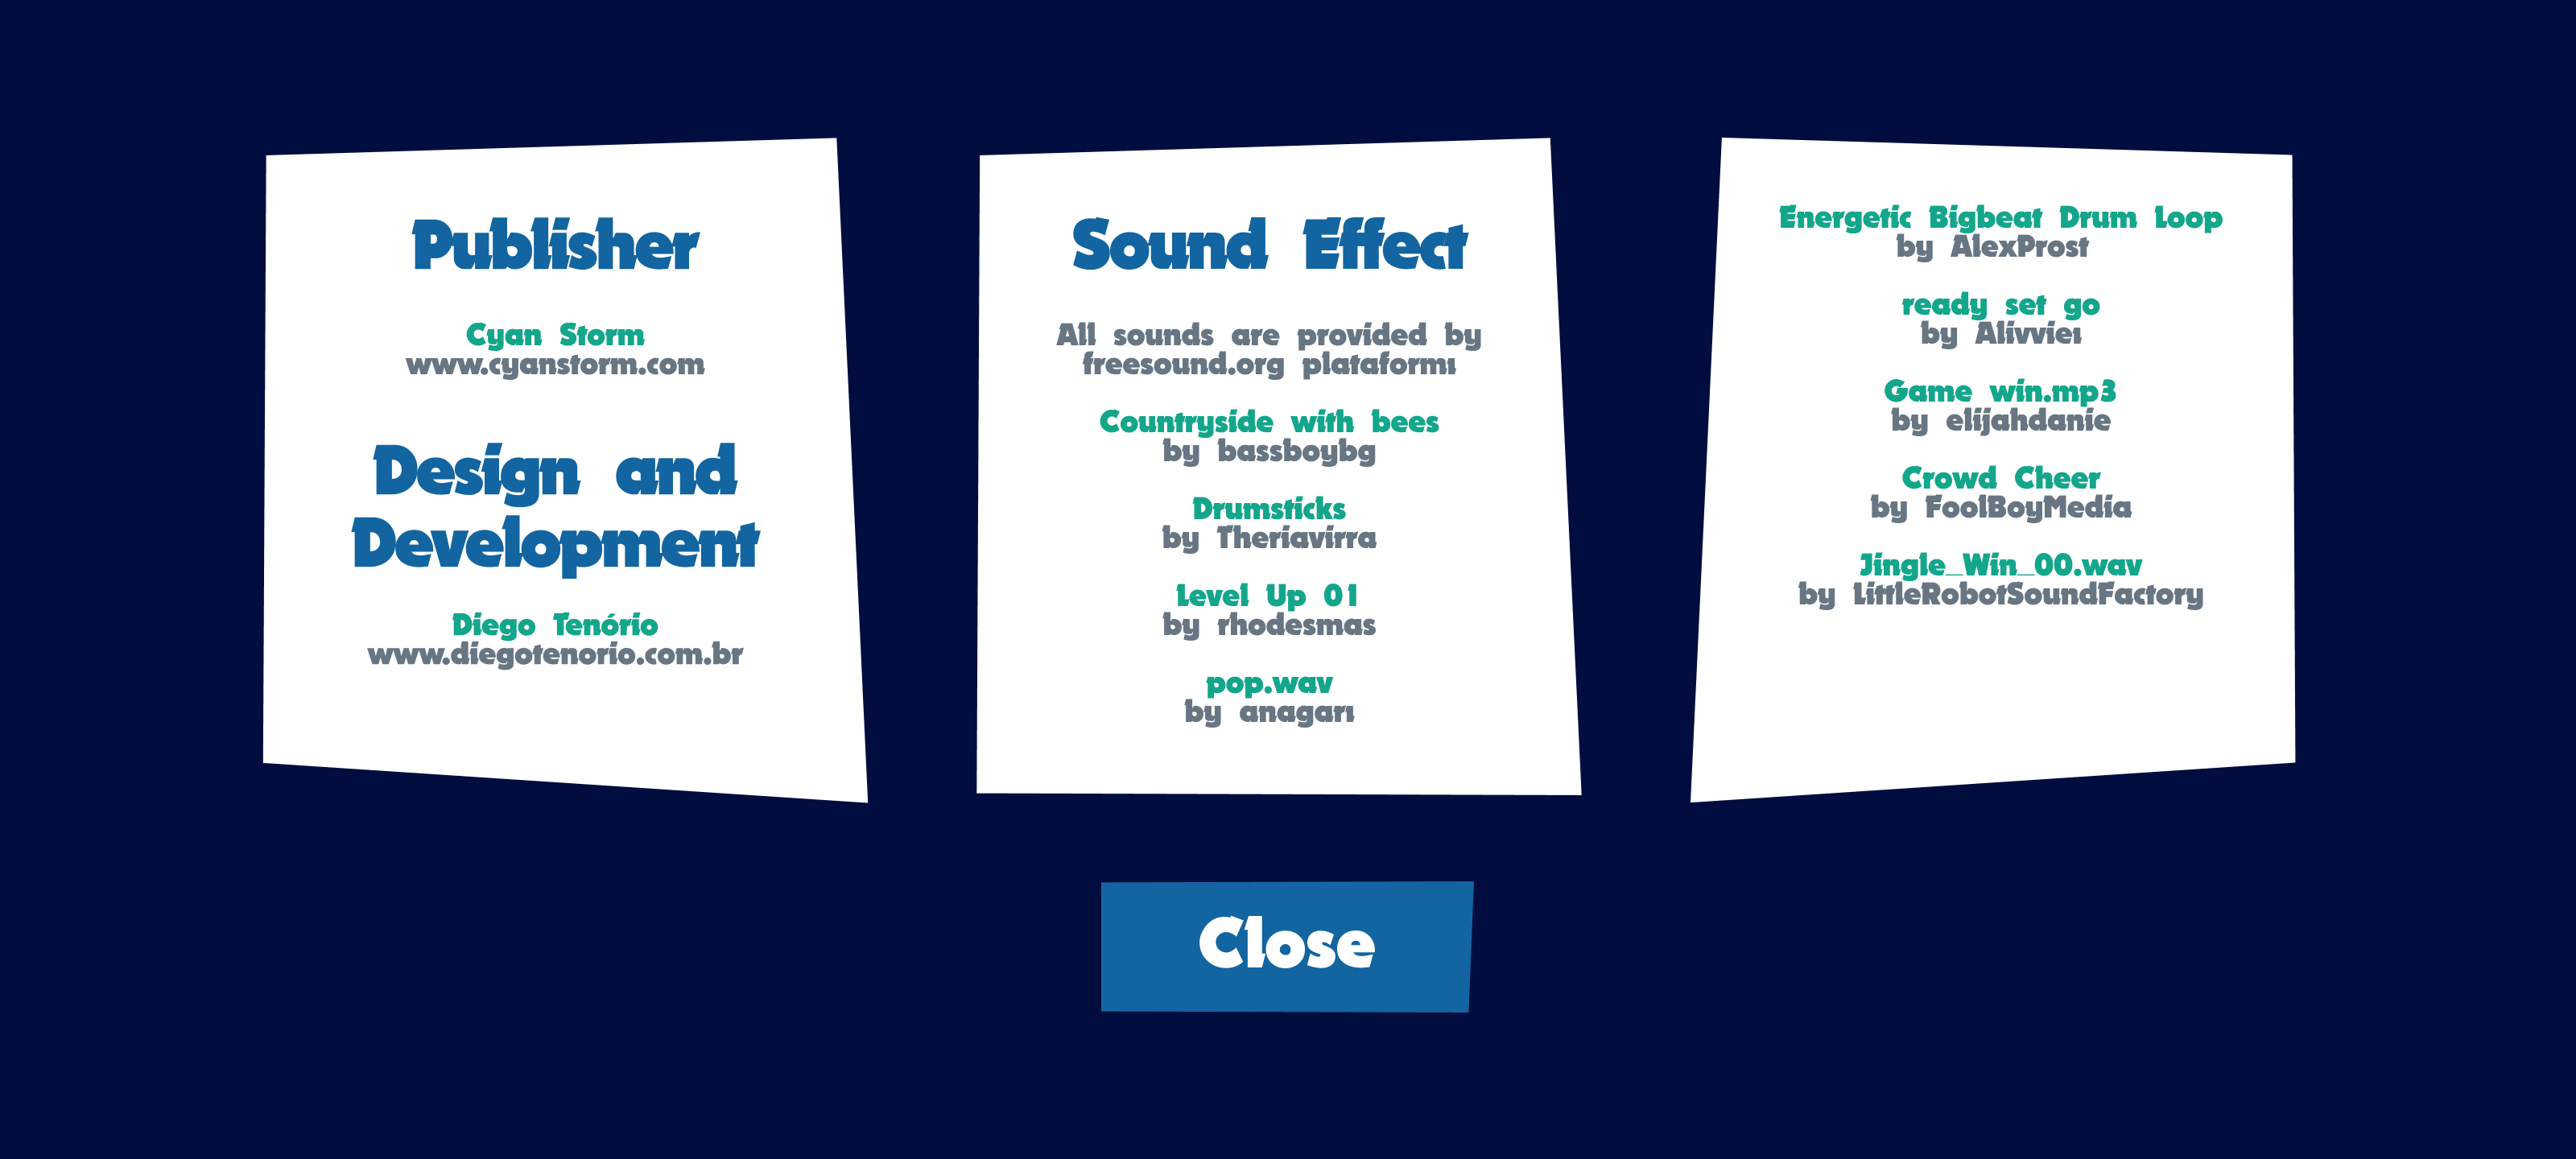 Publisher
Cyan Storm
www.cyanstorm.com
Design and
Development
Diego Tenório
www.diegotenorio.com.br
Sound Effect
All sounds are provided by
freesound.org plataformı
Countryside with bees
by bassboybg
Drumsticks
by Theriavirra
Level Up 01
by rhodesmas
pop.wav
by anagarı
Energetic Bigbeat Drum Loop
by AlexProst
ready set go
by Alivvieı
Game win.mp3
by elijahdanie
Crowd Cheer
by FoolBoyMedia
Jingle_Win_00.wav
by LittleRobotSoundFactory
Close